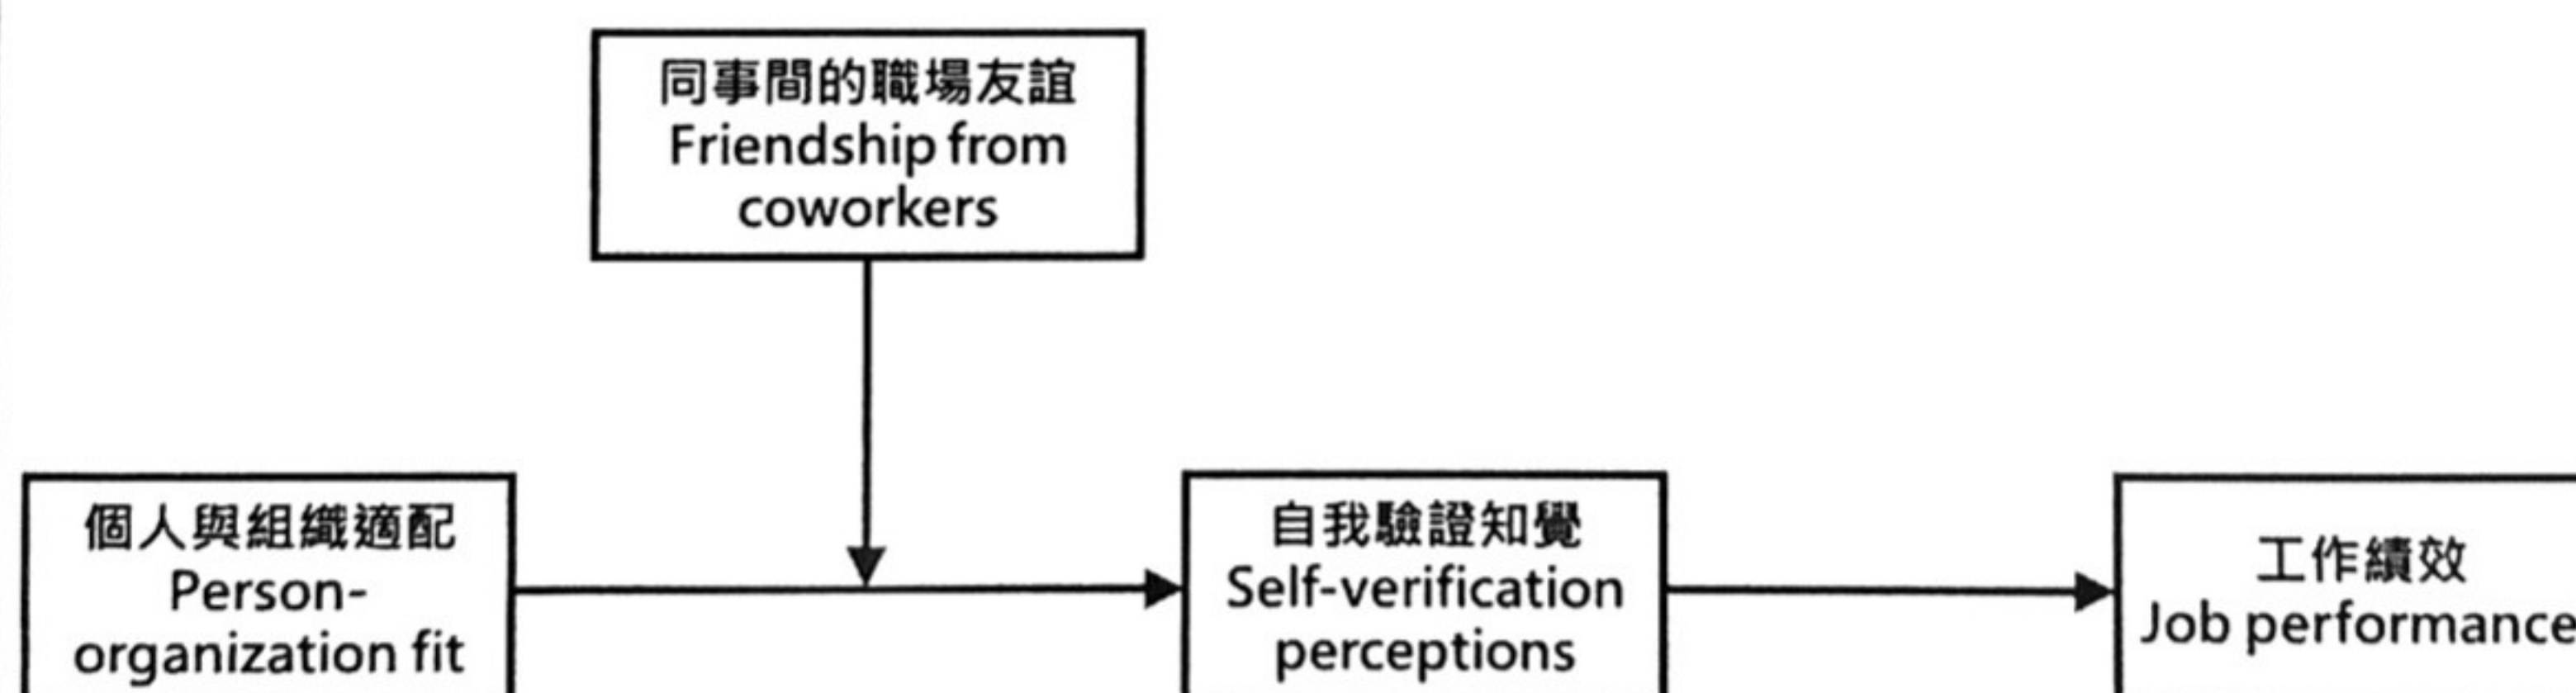 同事間的職場友誼
Friendship from
coworkers
個人與組織適配
Person-
organization fit
自我驗證知覺
Self-verification
perceptions
工作績效
Job performance